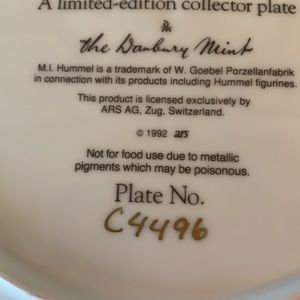 A limited-edition collector plate
by
the Danbury Mint
M.I. Hummel is a trademark of W. Goebel Porzellanfabrik
in connection with its products including Hummel figurines.
This product is licensed exclusively by
ARS AG, Zug, Switzerland.
© 1992 ars
Not for food use due to metallic
pigments which may be poisonous.
Plate No.
C4496